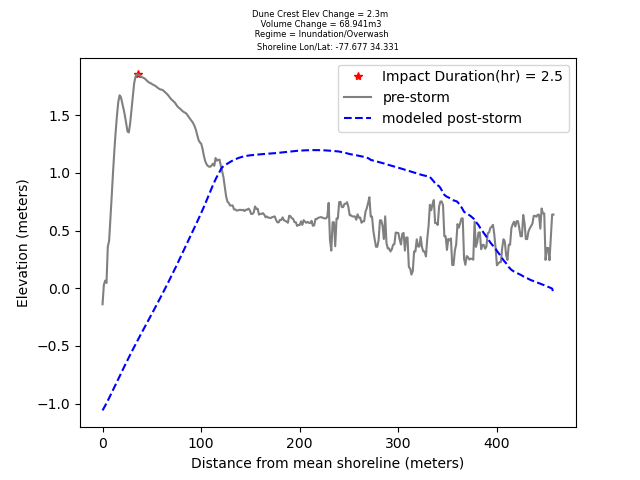 Dune Crest Elev Change = 2.3m
Volume Change = 68.941m3
Regime = Inundation/Overwash
Shoreline Lon/Lat: -77.677 34.331
Impact Duration(hr) = 2.5
pre-storm
modeled post-storm
Elevation (meters)
1.5
1.0
0.5
0.0
−0.5
−1.0
0 100 200 300 400
Distance from mean shoreline (meters)